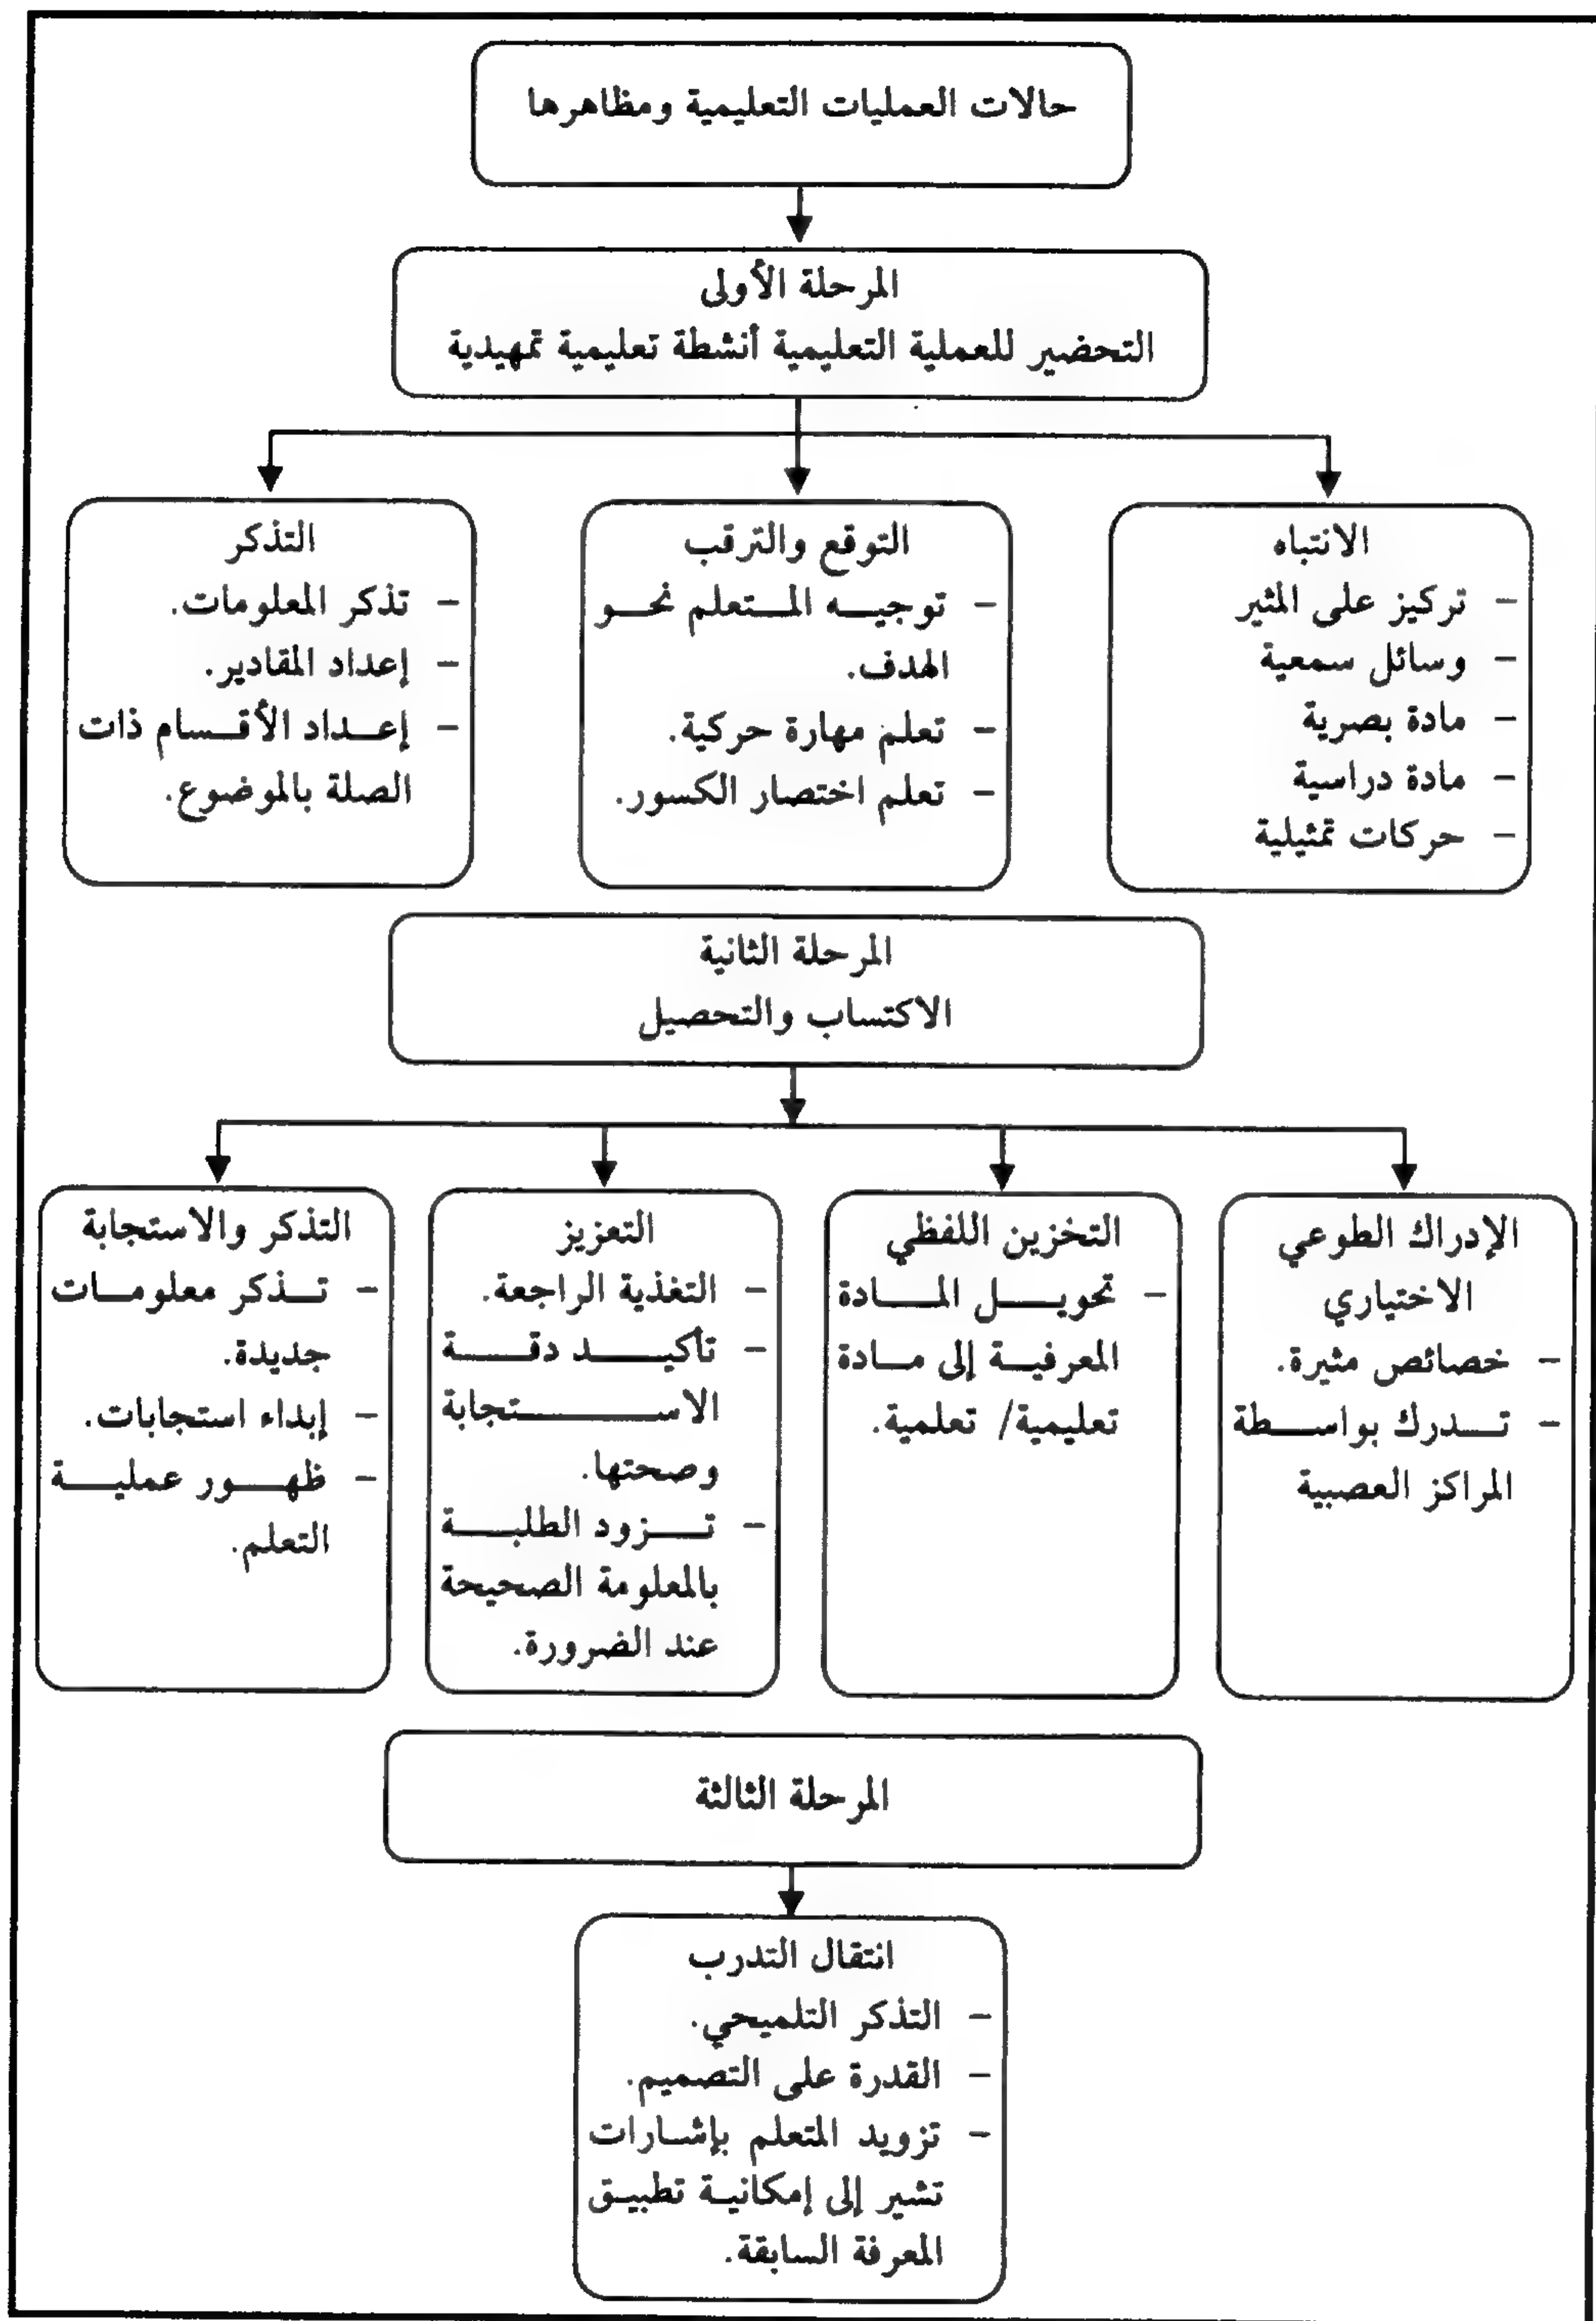 حالات العمليات التعليمية ومظاهرها
المرحلة الأولى
التحضير للعملية التعليمية أنشطة تعليمية تمهيدية
الانتباه
- تركيز على المثير
- وسائل سمعية
- مادة بصرية
- مادة دراسية
- حركات تمثيلية
التوقع والترقب
- توجيه المتعلم نحو
الهدف.
- تعلم مهارة حركية.
- تعلم اختصار الكسور.
التذكر
- تذكر المعلومات.
- إعداد المقادير.
- إعداد الأقسام ذات
الصلة بالموضوع.
المرحلة الثانية
الاكتساب والتحصيل
الإدراك الطوعي
الاختياري
- خصائص مثيرة.
- تدرك بواسطة
المراكز العصبية
التخزين اللفظي
- تحويل المادة
المعرفية إلى مادة
تعليمية/ تعلمية.
التعزيز
- التغذية الراجعة.
- تأكيد دقة
الاستجابة
وصحتها.
- تزود الطلبة
بالمعلومة الصحيحة
عند الضرورة.
التذكر والاستجابة
- تذكر معلومات
جديدة.
- إبداء استجابات.
- ظهور عملية
التعلم.
المرحلة الثالثة
انتقال التدرب
- التذكر التلميحي.
- القدرة على التصميم.
- تزويد المتعلم بإشارات
تشير إلى إمكانية تطبيق
المعرفة السابقة.